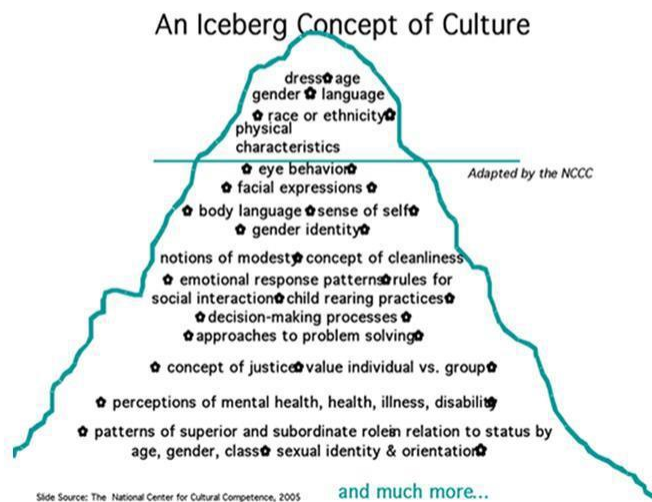 An Iceberg Concept of Culture
dress✿age
gender✿ language
✿ race or ethnicity✿
physical
characteristics
✿ eye behavior✿
Adapted by the NCCC
✿ facial expressions ✿
✿ body language ✿sense of self✿
✿ gender identity✿
notions of modesty✿ concept of cleanliness
✿ emotional response patterns✿rules for
social interaction✿child rearing practices✿
✿decision-making processes ✿
✿approaches to problem solving✿
✿ concept of justice✿value individual vs. group✿
✿ perceptions of mental health, health, illness, disability✿
✿ patterns of superior and subordinate rolein relation to status by
age, gender, class✿ sexual identity & orientation✿
and much more...
Slide Source: The National Center for Cultural Competence, 2005